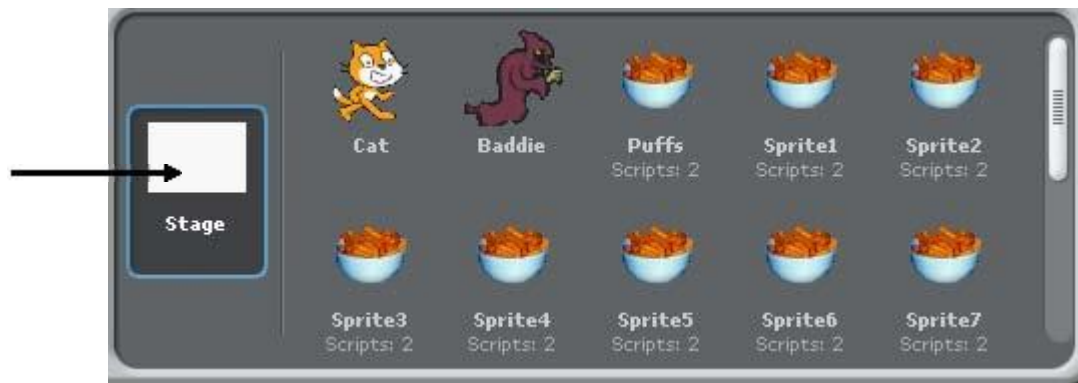 Stage
Cat Baddie Puffs Sprite1 Sprite2
Scripts: 2 Scripts: 2 Scripts: 2
Sprite3 Sprite4 Sprite5 Sprite6 Sprite7
Scripts: 2 Scripts: 2 Scripts: 2 Scripts: 2 Scripts: 2